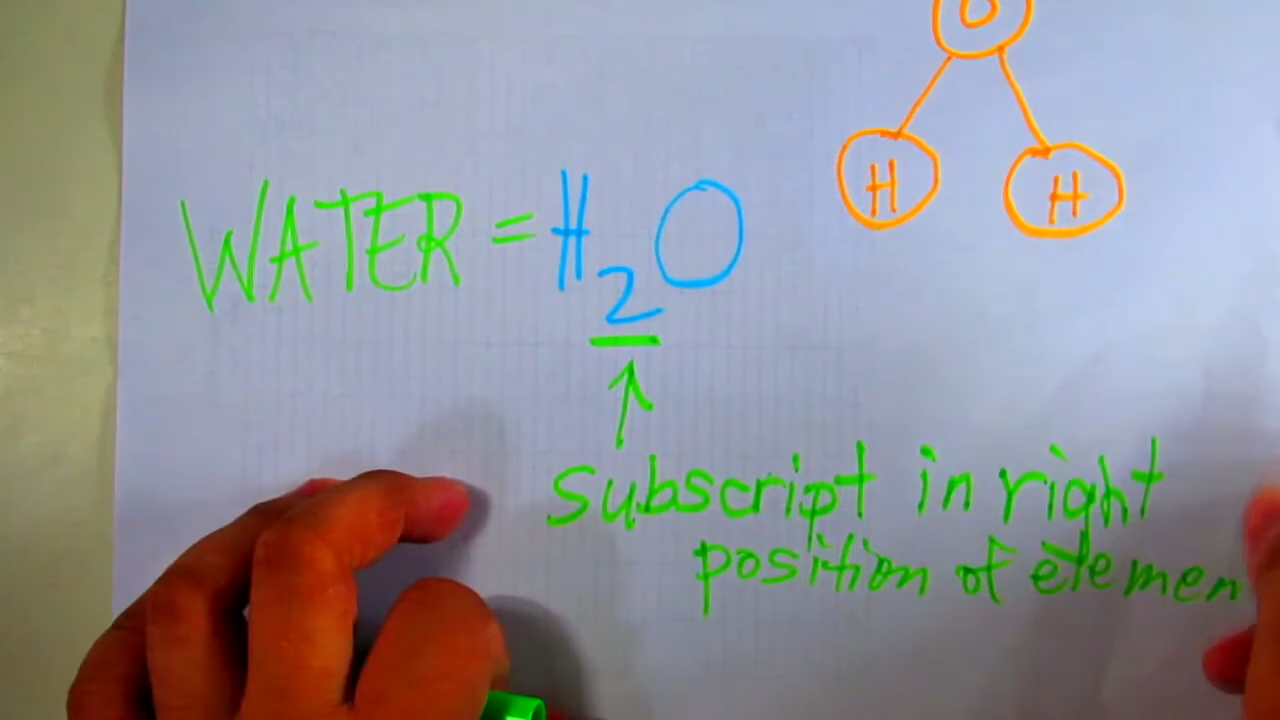 O
H H
WATER = H₂O
subscript in right
position of elemen